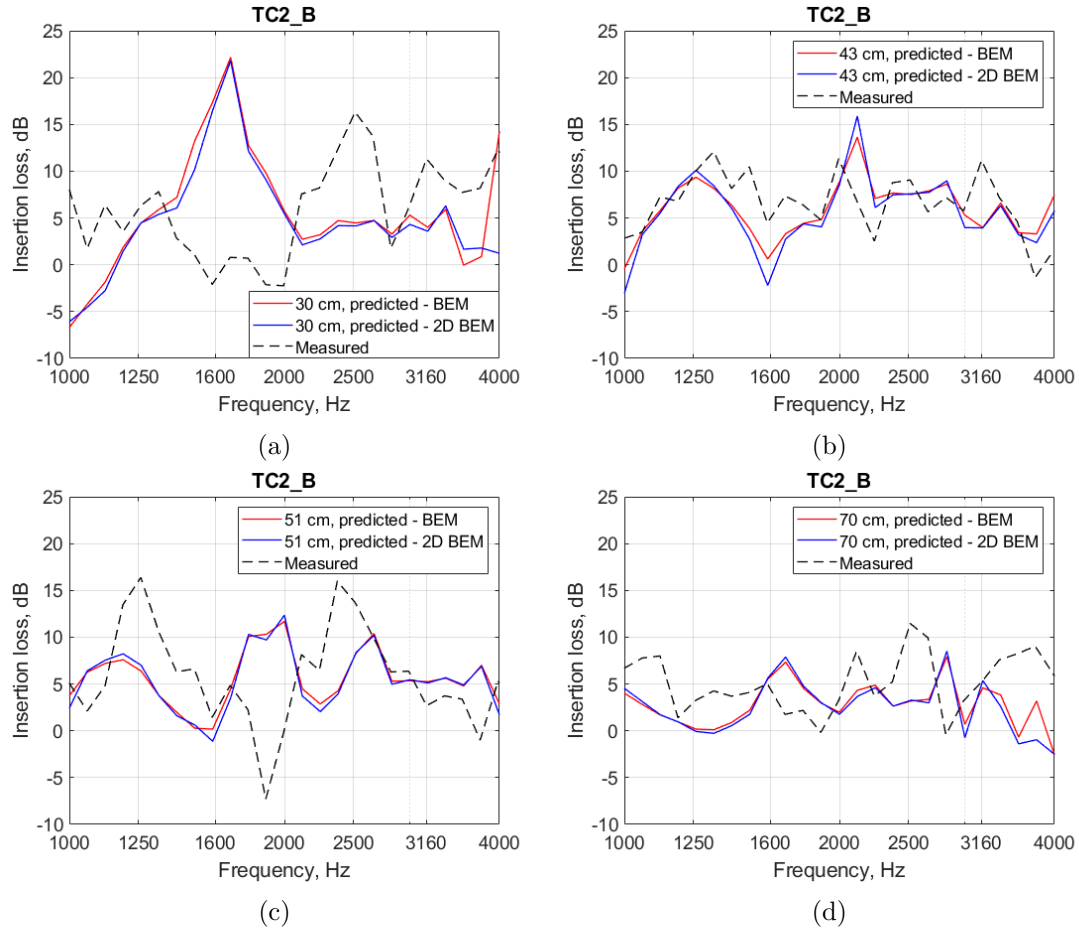 TC2_B
25
20
15
10
5
0
-5
-10
Insertion loss, dB
30 cm, predicted - BEM
30 cm, predicted - 2D BEM
Measured
1000 1250 1600 2000 2500 3160 4000
Frequency, Hz
(a)
TC2_B
25
20
15
10
5
0
-5
-10
Insertion loss, dB
43 cm, predicted - BEM
43 cm, predicted - 2D BEM
Measured
1000 1250 1600 2000 2500 3160 4000
Frequency, Hz
(b)
TC2_B
25
20
15
10
5
0
-5
-10
Insertion loss, dB
51 cm, predicted - BEM
51 cm, predicted - 2D BEM
Measured
1000 1250 1600 2000 2500 3160 4000
Frequency, Hz
(c)
TC2_B
25
20
15
10
5
0
-5
-10
Insertion loss, dB
70 cm, predicted - BEM
70 cm, predicted - 2D BEM
Measured
1000 1250 1600 2000 2500 3160 4000
Frequency, Hz
(d)